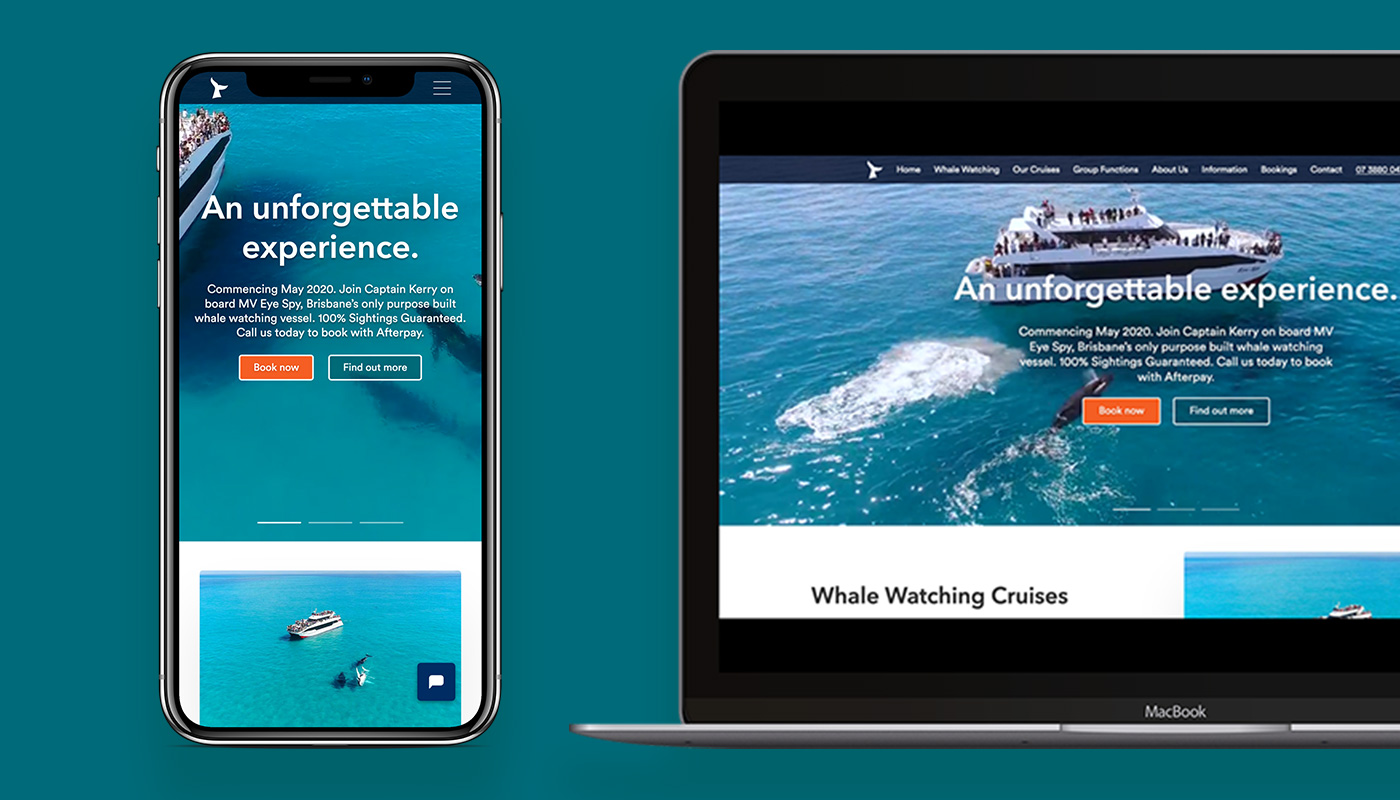 An unforgettable
experience.
Commencing May 2020. Join Captain Kerry on
board MV Eye Spy, Brisbane's only purpose built
whale watching vessel. 100% Sightings Guaranteed.
Call us today to book with Afterpay.
Book now
Find out more
Home
Whale Watching
Our Cruises
Group Functions
About Us
Information
Bookings
Contact
07 3880 04
An unforgettable experience.
Commencing May 2020. Join Captain Kerry on board MV
Eye Spy, Brisbane's only purpose built whale watching
vessel. 100% Sightings Guaranteed. Call us today to book
with Afterpay.
Book now
Find out more
Whale Watching Cruises
MacBook